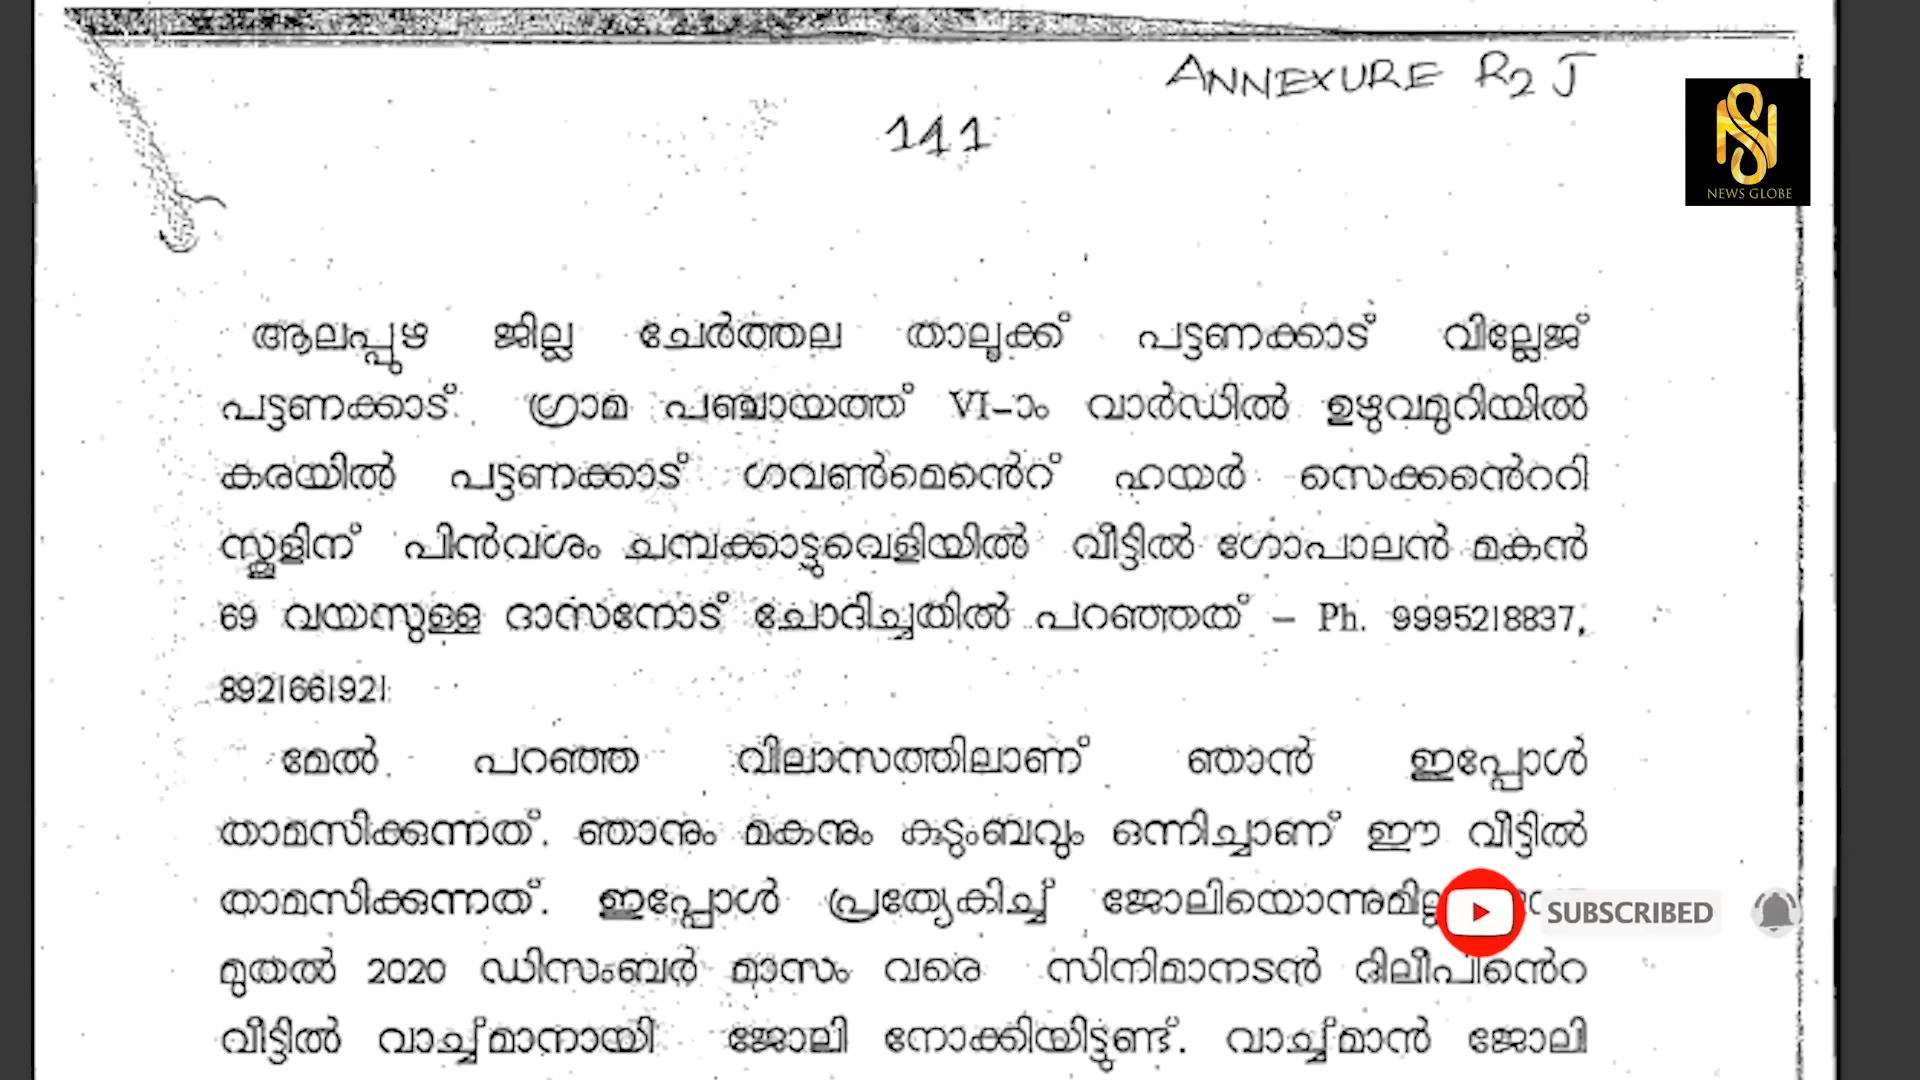 ANNEXURE R2 J
141
NEWS GLOBE
ആലപ്പുഴ ജില്ല ചേർത്തല താലൂക്ക് പട്ടണക്കാട് വില്ലേജ്
പട്ടണക്കാട് ഗ്രാമ പഞ്ചായത്ത് VI-ാം വാർഡിൽ ഉഴുവമുറിയിൽ
കരയിൽ പട്ടണക്കാട് ഗവൺമെൻെറ് ഹയർ സെക്കൻെററി
സ്കൂളിന് പിൻവശം ചമ്പക്കാട്ടുവെളിയിൽ വീട്ടിൽ ഗോപാലൻ മകൻ
69 വയസുള്ള ദാസനോട് ചോദിച്ചതിൽ പറഞ്ഞത് – Ph. 9995218837,
8921661921
മേൽ പറഞ്ഞ വിലാസത്തിലാണ് ഞാൻ ഇപ്പോൾ
താമസിക്കുന്നത്. ഞാനും മകനും കുടുംബവും ഒന്നിച്ചാണ് ഈ വീട്ടിൽ
താമസിക്കുന്നത്. ഇപ്പോൾ പ്രത്യേകിച്ച് ജോലിയൊന്നുമില്ല
SUBSCRIBED
മുതൽ 2020 ഡിസംബർ മാസം വരെ സിനിമാനടൻ ദിലീപിൻെറ
വീട്ടിൽ വാച്ച്മാനായി ജോലി നോക്കിയിട്ടുണ്ട്. വാച്ച്മാൻ ജോലി